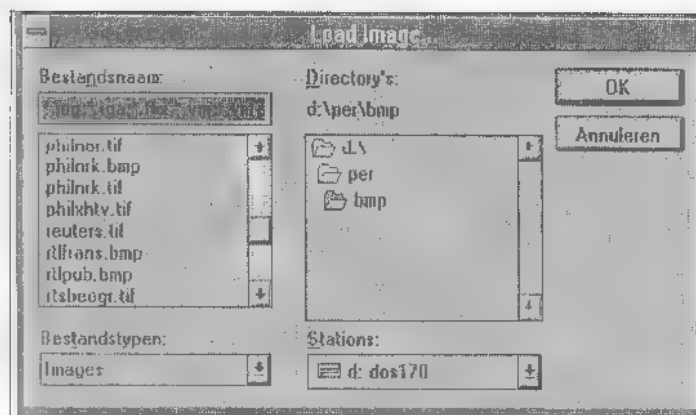 Load Image...
Bestandsnaam:
Directory's:
d:\per\bmp
OK
Annuleren
philnor.tif
philnrk.bmp
philnrk.tif
philxhtv.tif
reuters.tif
rtlfrans.bmp
rtlpub.bmp
rtsbeogr.tif
d:\
per
bmp
Bestandstypen:
Images
Stations:
d: dos170